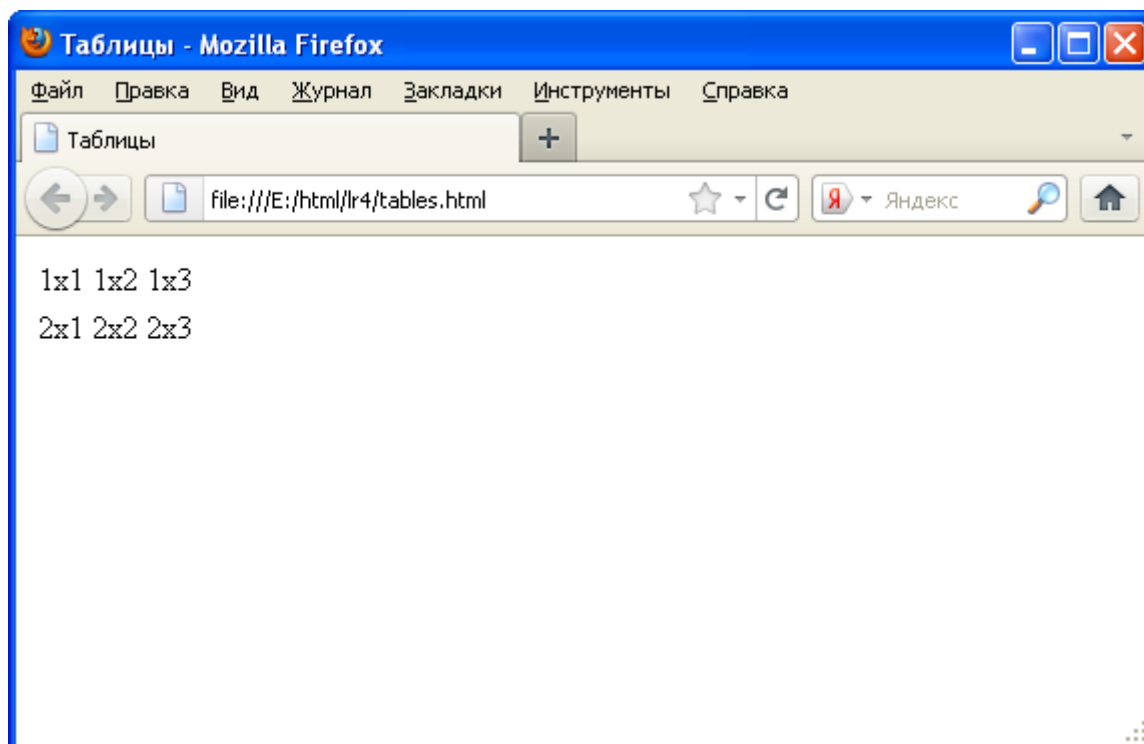 Таблицы - Mozilla Firefox
Файл Правка Вид Журнал Закладки Инструменты Справка
Таблицы
file:///E:/html/lr4/tables.html Я Яндекс
1x1 1x2 1x3
2x1 2x2 2x3